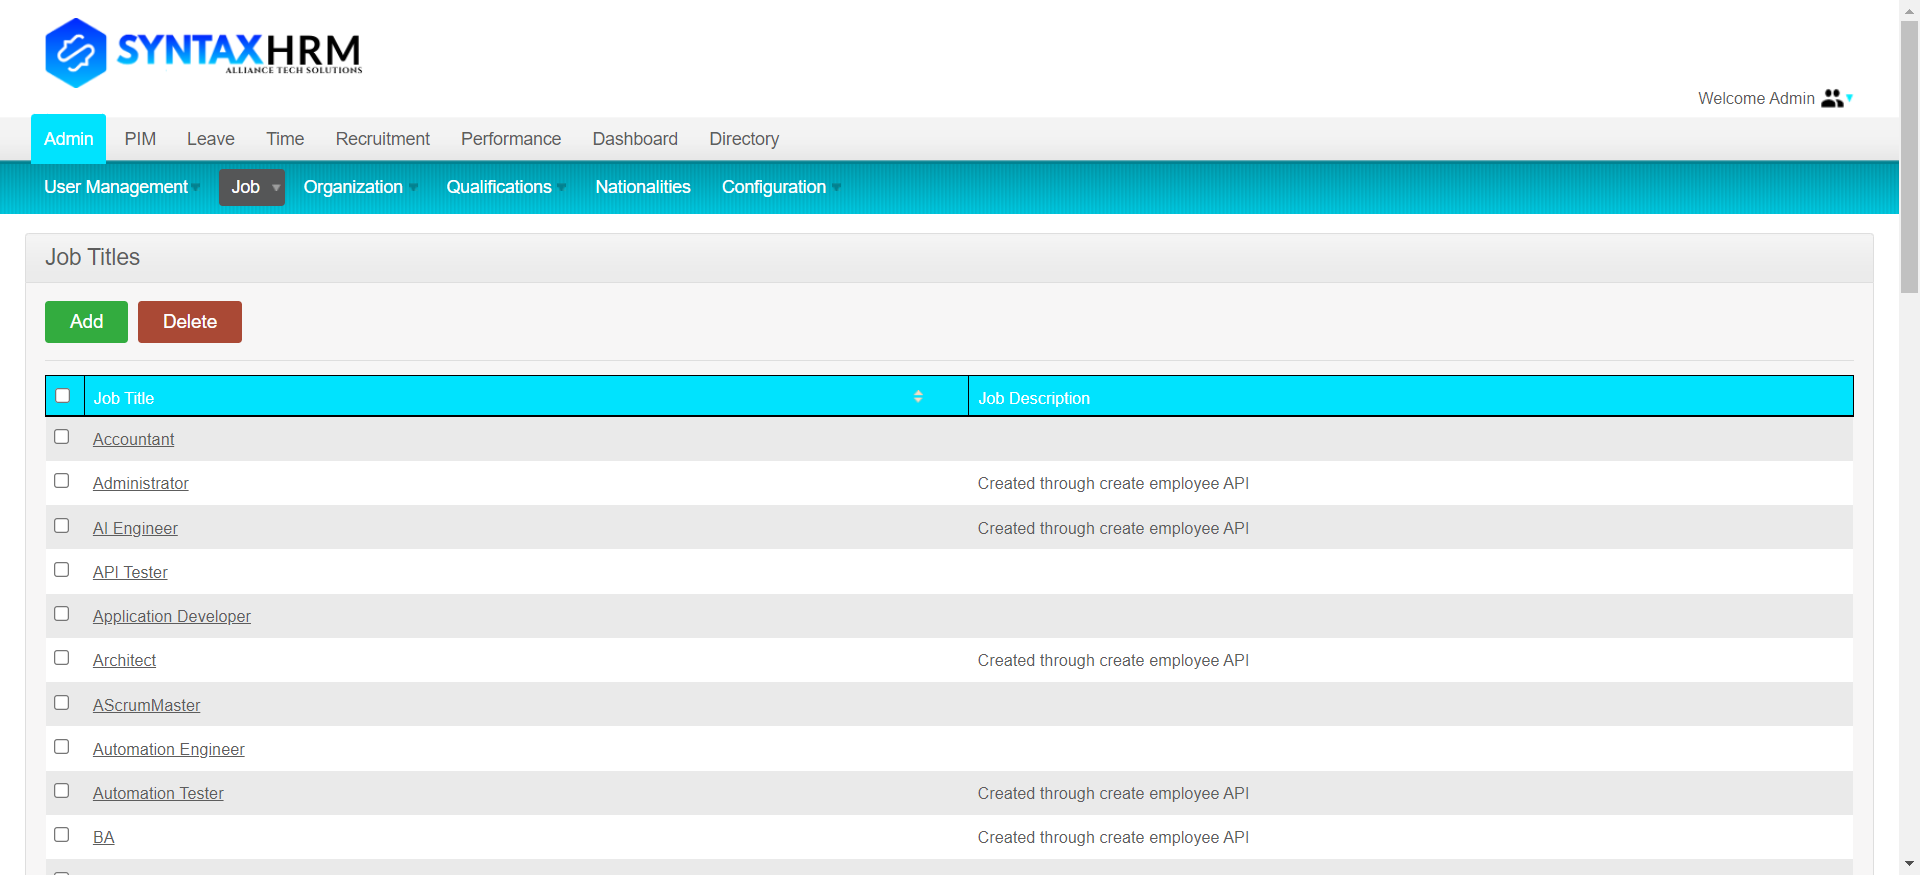 SYNTAXHRM
ALLIANCE TECH SOLUTIONS
Welcome Admin
Admin PIM Leave Time Recruitment Performance Dashboard Directory
User Management Job Organization Qualifications Nationalities Configuration
Job Titles
Add Delete
Job Title Job Description
Accountant
Administrator Created through create employee API
AI Engineer Created through create employee API
API Tester
Application Developer
Architect Created through create employee API
AScrumMaster
Automation Engineer
Automation Tester Created through create employee API
BA Created through create employee API